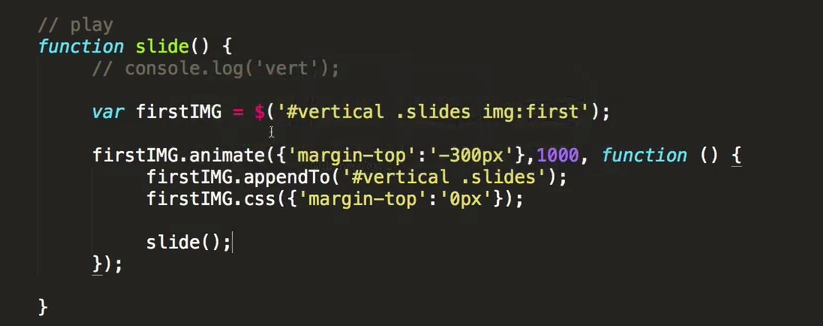 // play
function slide() {
// console.log('vert');
var firstIMG = $('#vertical .slides img:first');
firstIMG.animate({'margin-top':'-300px'},1000, function () {
firstIMG.appendTo('#vertical .slides');
firstIMG.css({'margin-top':'0px'});
slide();
});
}